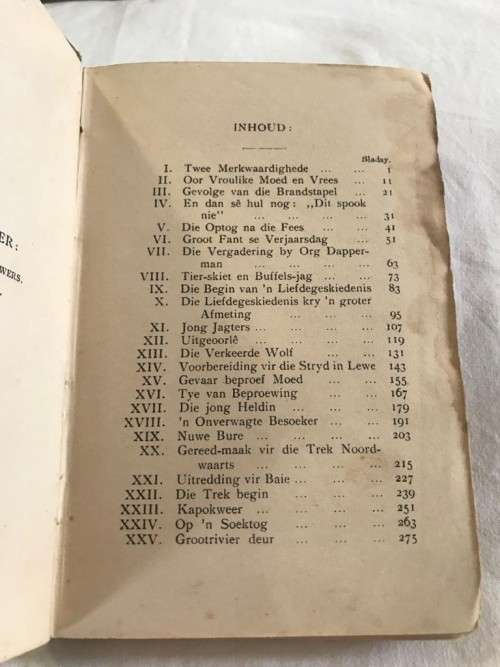 ER:
WERS.
INHOUD:
Bladsy.
I. Twee Merkwaardighede ... ... 1
II. Oor Vroulike Moed en Vrees ... 11
III. Gevolge van die Brandstapel ... 21
IV. En dan sê hul nog: „Dit spook
nie" ... ... ... ... 31
V. Die Optog na die Fees ... ... 41
VI. Groot Fant se Verjaarsdag ... 51
VII. Die Vergadering by Org Dapper-
man ... ... ... ... 63
VIII. Tier-skiet en Buffels-jag ... ... 73
IX. Die Begin van 'n Liefdegeskiedenis 83
X. Die Liefdegeskiedenis kry 'n groter
Afmeting ... ... ... 95
XI. Jong Jagters ... ... ... ... 107
XII. Uitgeoorlê ... ... ... 119
XIII. Die Verkeerde Wolf ... ... 131
XIV. Voorbereiding vir die Stryd in Lewe 143
XV. Gevaar beproef Moed ... ... 155
XVI. Tye van Beproewing ... ... 167
XVII. Die jong Heldin ... ... ... 179
XVIII. 'n Onverwagte Besoeker ... ... 191
XIX. Nuwe Bure ... ... ... ... 203
XX. Gereed-maak vir die Trek Noord-
waarts ... ... ... ... 215
XXI. Uitredding vir Baie ... ... ... 227
XXII. Die Trek begin ... ... ... 239
XXIII. Kapokweer ... ... ... ... 251
XXIV. Op 'n Soektog ... ... ... 263
XXV. Grootrivier deur ... ... ... 275